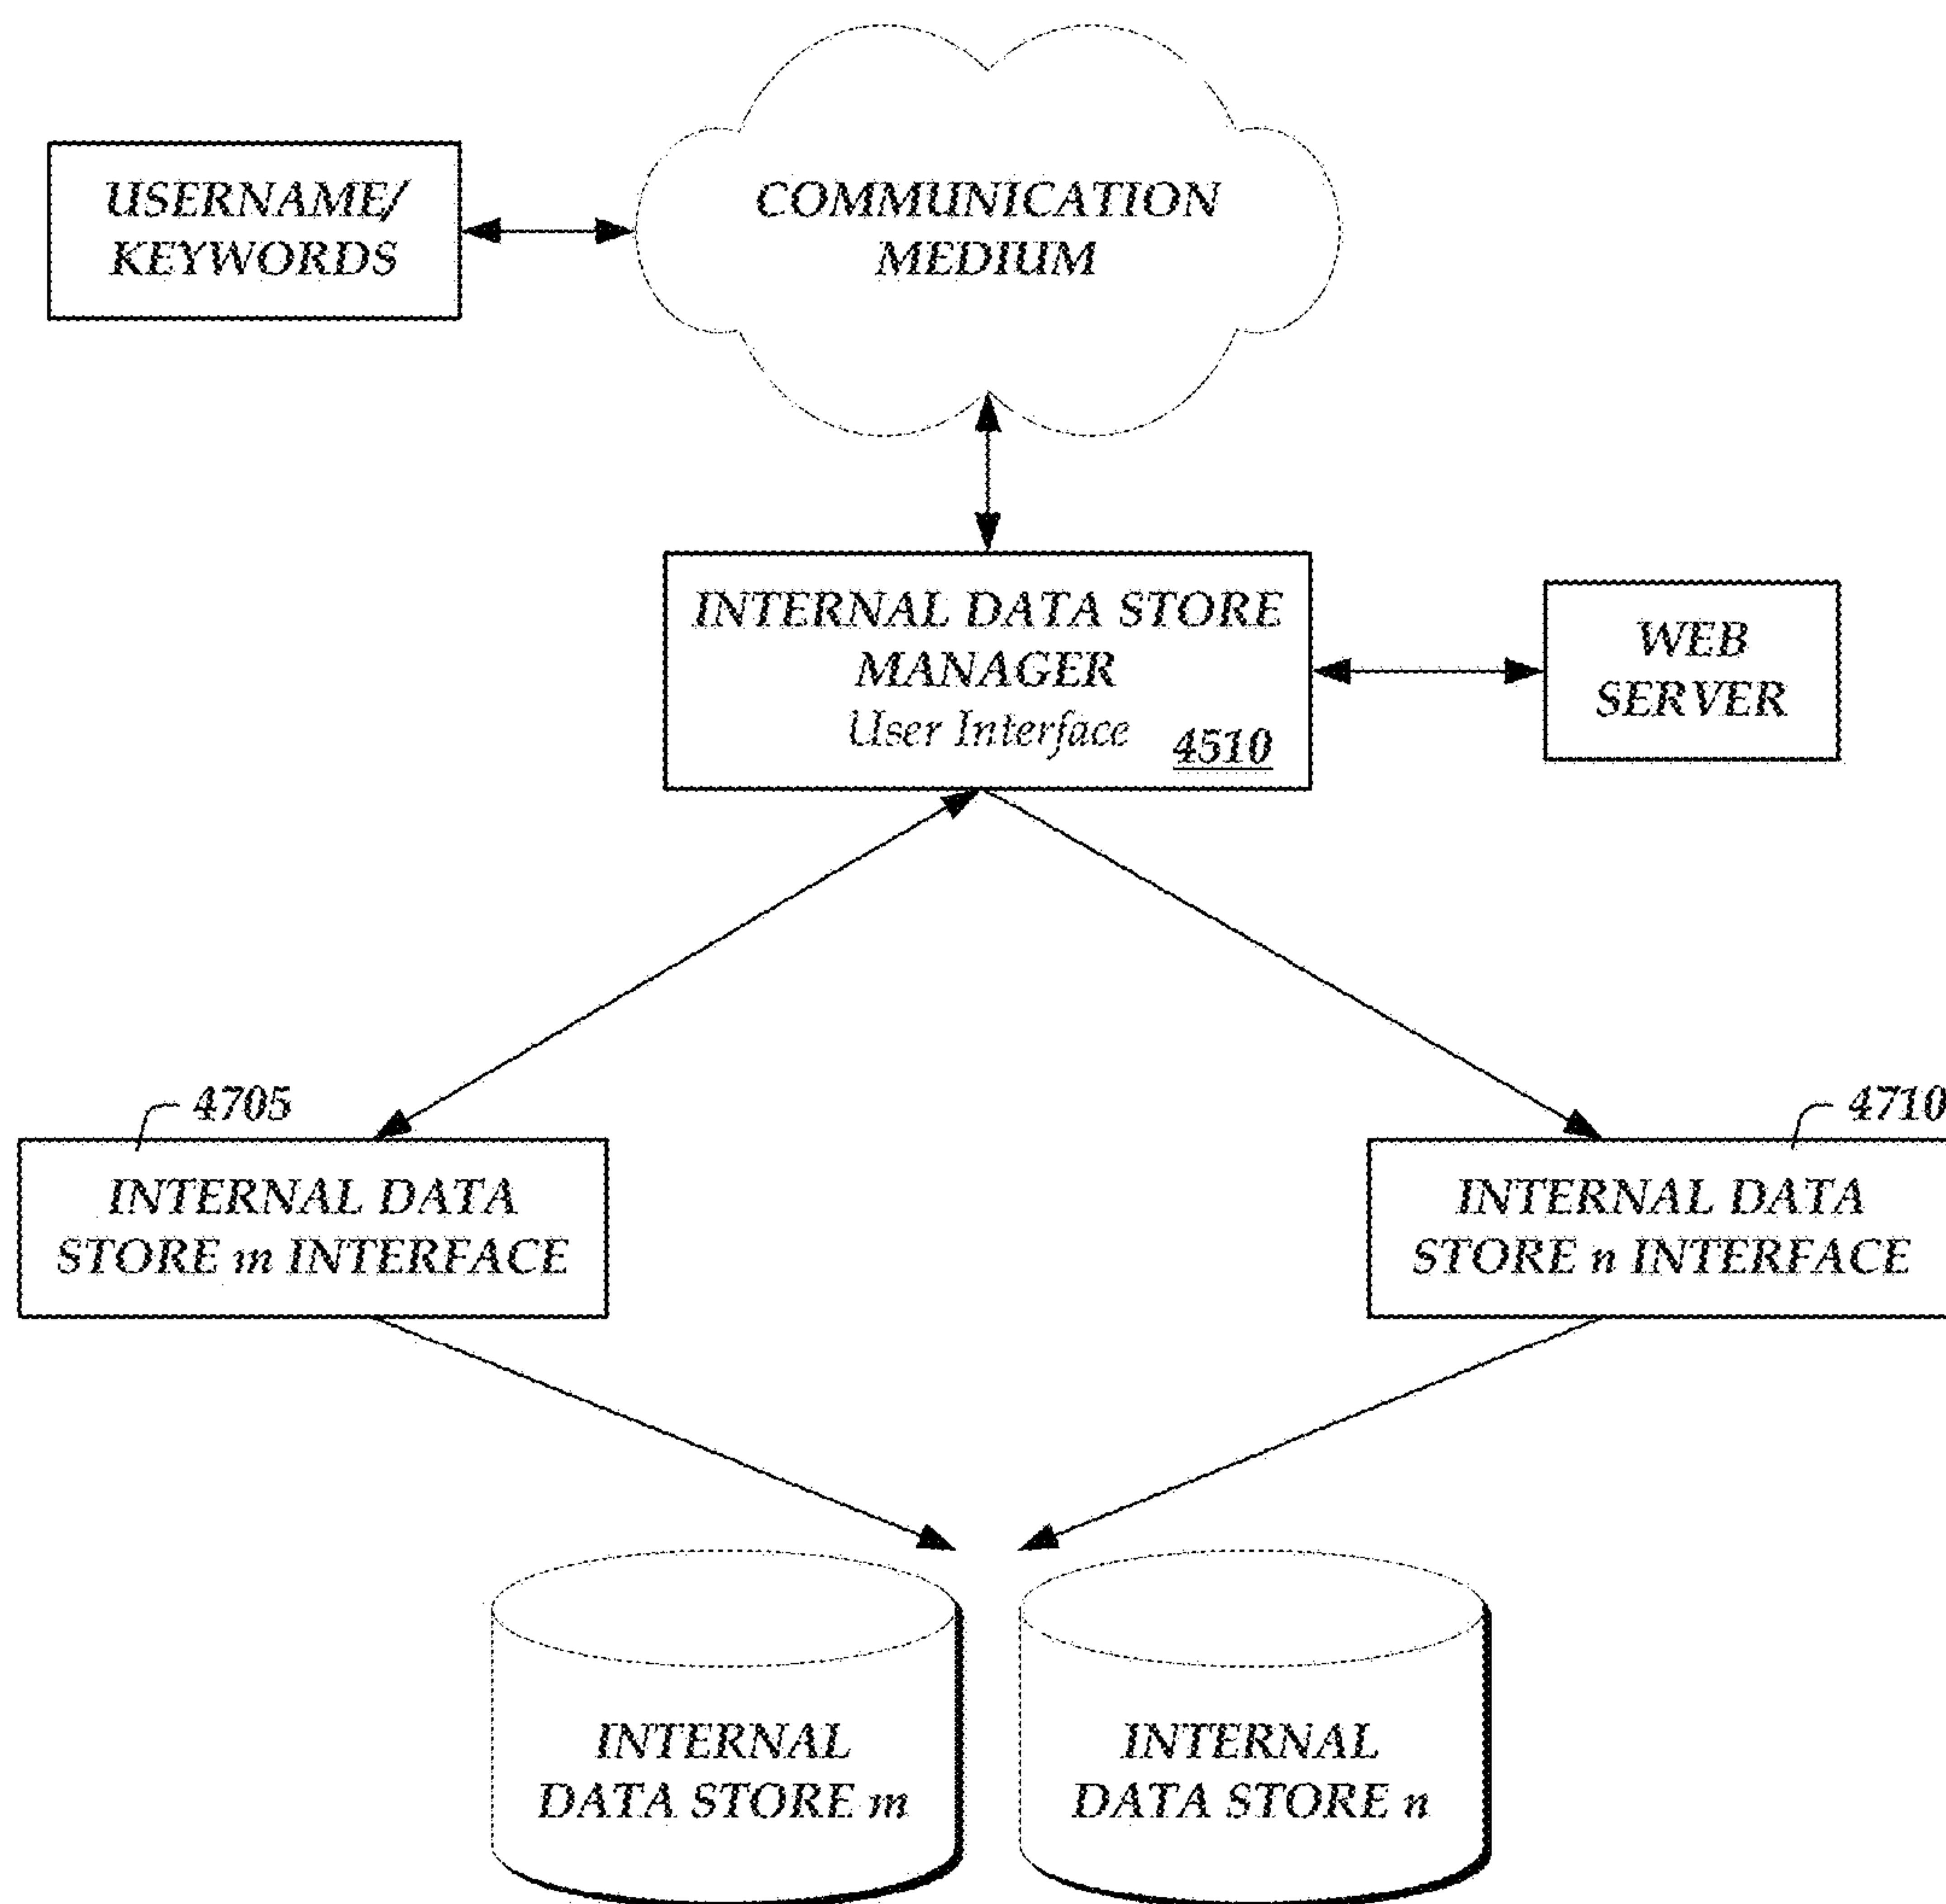 USERNAME/
KEYWORDS
COMMUNICATION
MEDIUM
INTERNAL DATA STORE
MANAGER
User Interface
4510
WEB
SERVER
4705
INTERNAL DATA
STORE m INTERFACE
4710
INTERNAL DATA
STORE n INTERFACE
INTERNAL
DATA STORE m
INTERNAL
DATA STORE n